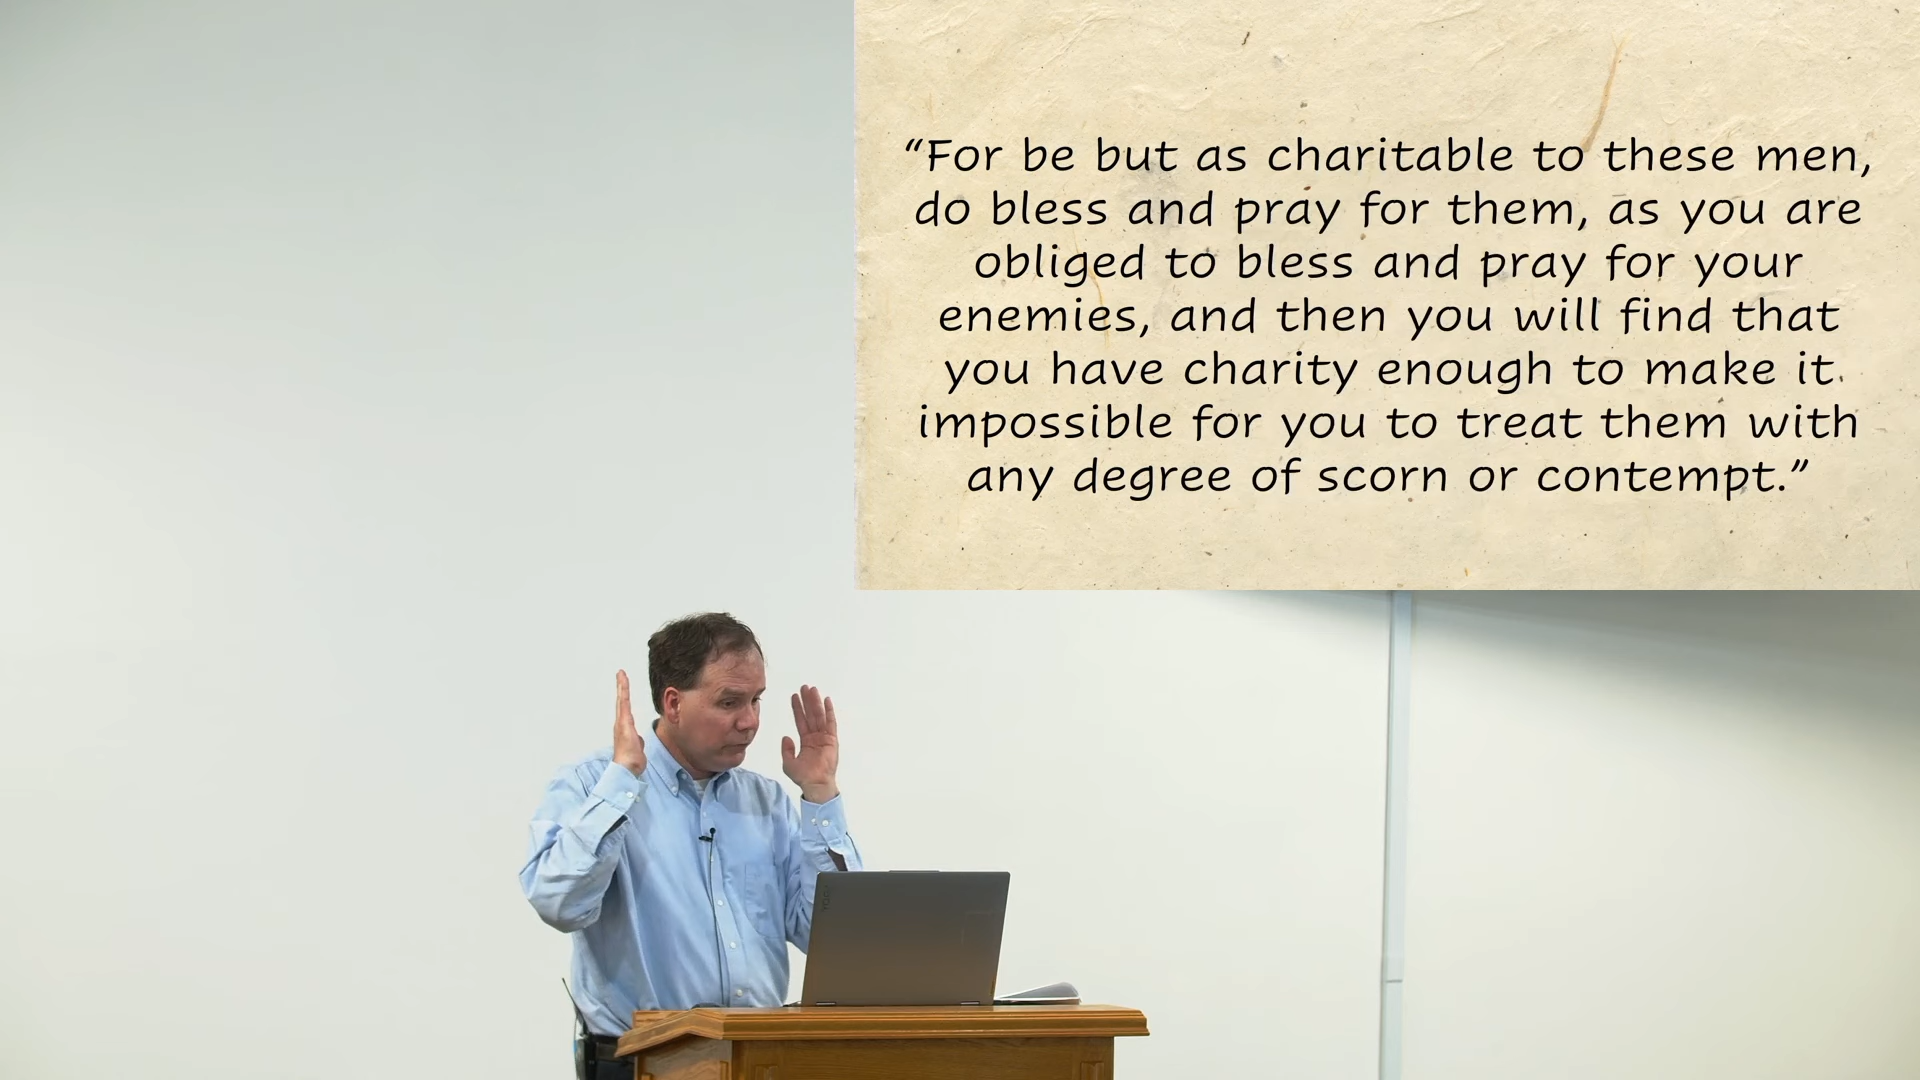 “For be but as charitable to these men,
do bless and pray for them, as you are
obliged to bless and pray for your
enemies, and then you will find that
you have charity enough to make it
impossible for you to treat them with
any degree of scorn or contempt.”